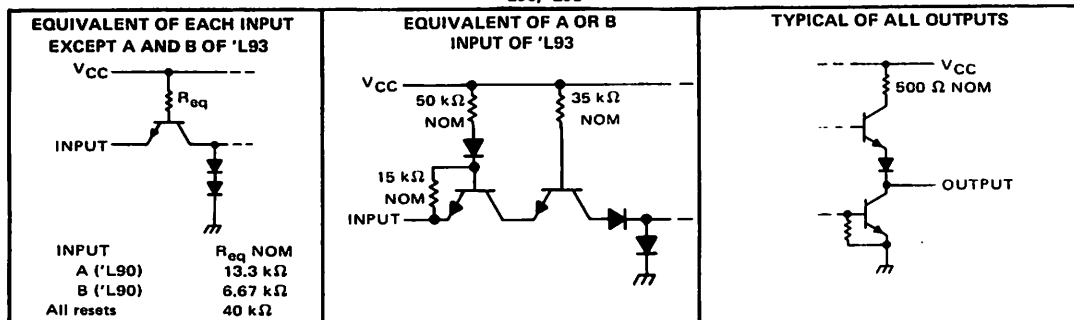 EQUIVALENT OF EACH INPUT
EXCEPT A AND B OF 'L93
VCC
Req
INPUT
INPUT Req NOM
A ('L90) 13.3 kΩ
B ('L90) 6.67 kΩ
All resets 40 kΩ
EQUIVALENT OF A OR B
INPUT OF 'L93
VCC
50 kΩ
NOM
35 kΩ
NOM
15 kΩ
NOM
INPUT
TYPICAL OF ALL OUTPUTS
VCC
500 Ω NOM
OUTPUT